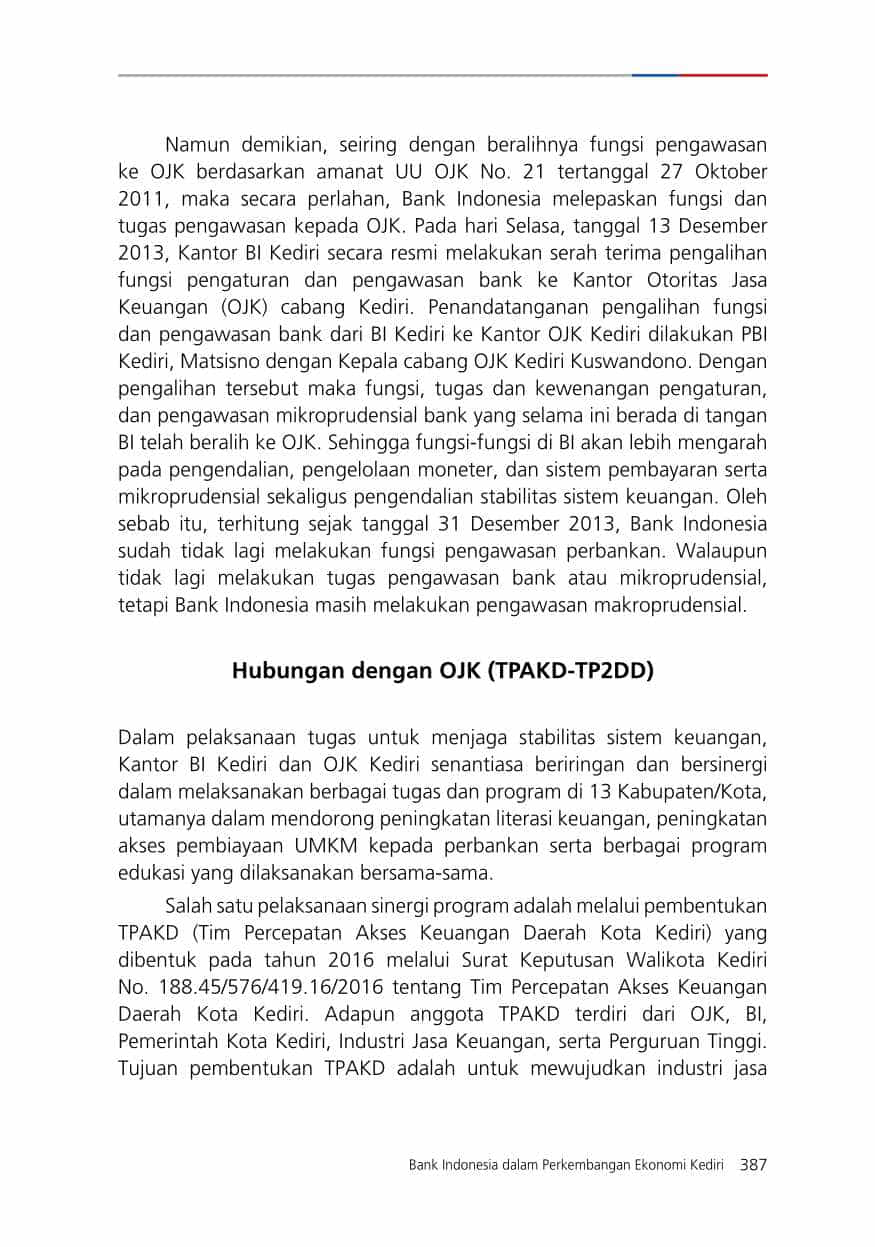 Namun demikian, seiring dengan beralihnya fungsi pengawasan
ke OJK berdasarkan amanat UU OJK No. 21 tertanggal 27 Oktober
2011, maka secara perlahan, Bank Indonesia melepaskan fungsi dan
tugas pengawasan kepada OJK. Pada hari Selasa, tanggal 13 Desember
2013, Kantor BI Kediri secara resmi melakukan serah terima pengalihan
fungsi pengaturan dan pengawasan bank ke Kantor Otoritas Jasa
Keuangan (OJK) cabang Kediri. Penandatanganan pengalihan fungsi
dan pengawasan bank dari BI Kediri ke Kantor OJK Kediri dilakukan PBI
Kediri, Matsisno dengan Kepala cabang OJK Kediri Kuswandono. Dengan
pengalihan tersebut maka fungsi, tugas dan kewenangan pengaturan,
dan pengawasan mikroprudensial bank yang selama ini berada di tangan
BI telah beralih ke OJK. Sehingga fungsi-fungsi di BI akan lebih mengarah
pada pengendalian, pengelolaan moneter, dan sistem pembayaran serta
mikroprudensial sekaligus pengendalian stabilitas sistem keuangan. Oleh
sebab itu, terhitung sejak tanggal 31 Desember 2013, Bank Indonesia
sudah tidak lagi melakukan fungsi pengawasan perbankan. Walaupun
tidak lagi melakukan tugas pengawasan bank atau mikroprudensial,
tetapi Bank Indonesia masih melakukan pengawasan makroprudensial.
Hubungan dengan OJK (TPAKD-TP2DD)
Dalam pelaksanaan tugas untuk menjaga stabilitas sistem keuangan,
Kantor BI Kediri dan OJK Kediri senantiasa beriringan dan bersinergi
dalam melaksanakan berbagai tugas dan program di 13 Kabupaten/Kota,
utamanya dalam mendorong peningkatan literasi keuangan, peningkatan
akses pembiayaan UMKM kepada perbankan serta berbagai program
edukasi yang dilaksanakan bersama-sama.
Salah satu pelaksanaan sinergi program adalah melalui pembentukan
TPAKD (Tim Percepatan Akses Keuangan Daerah Kota Kediri) yang
dibentuk pada tahun 2016 melalui Surat Keputusan Walikota Kediri
No. 188.45/576/419.16/2016 tentang Tim Percepatan Akses Keuangan
Daerah Kota Kediri. Adapun anggota TPAKD terdiri dari OJK, BI,
Pemerintah Kota Kediri, Industri Jasa Keuangan, serta Perguruan Tinggi.
Tujuan pembentukan TPAKD adalah untuk mewujudkan industri jasa
Bank Indonesia dalam Perkembangan Ekonomi Kediri 387